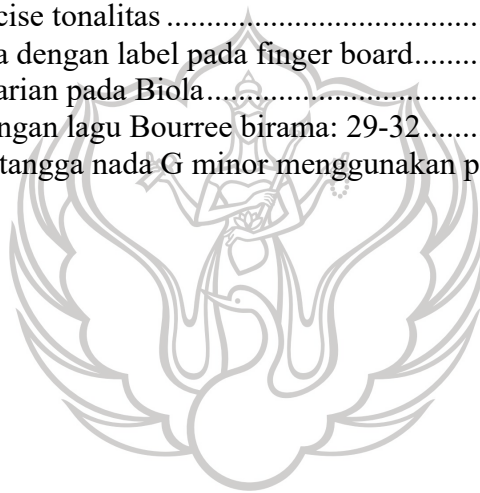 cise tonalitas ......................................
a dengan label pada finger board........
arian pada Biola...................................
ngan lagu Bourree birama: 29-32.......
tangga nada G minor menggunakan p